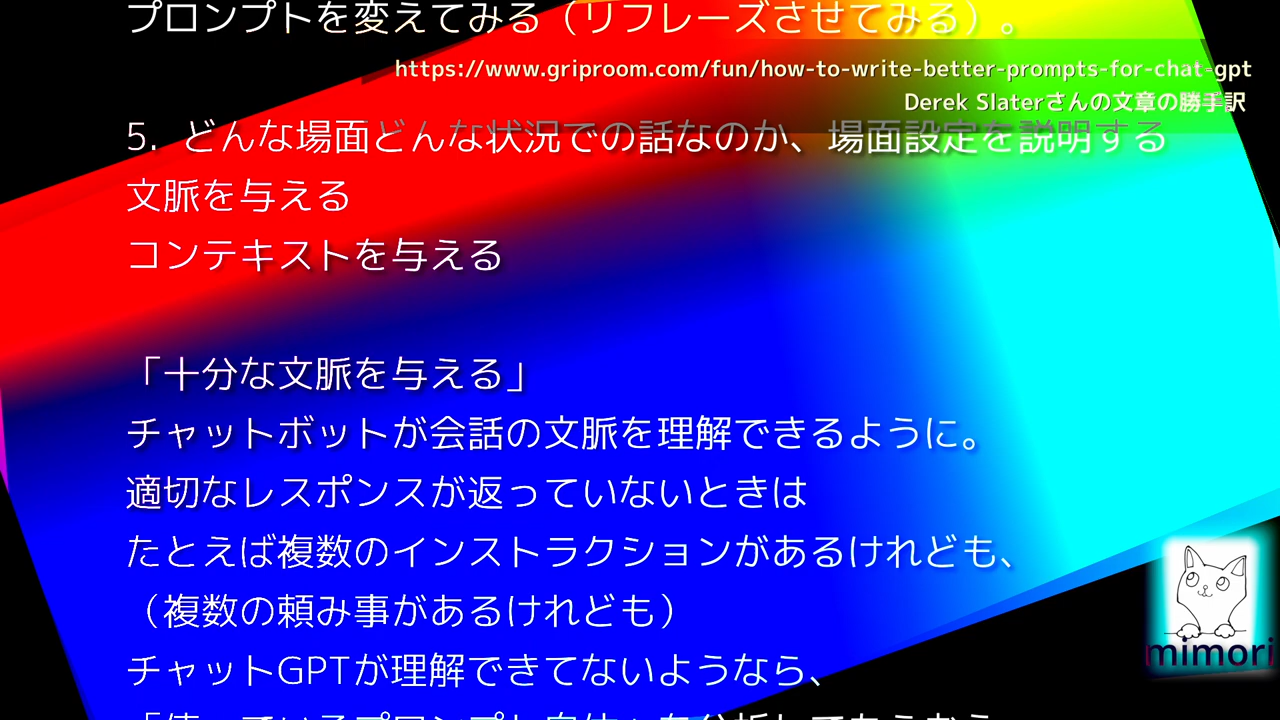 プロンプトを変えてみる（リフレーズさせてみる）。
https://www.griproom.com/fun/how-to-write-better-prompts-for-chat-gpt
Derek Slaterさんの文章の勝手訳
5. どんな場面どんな状況での話なのか、場面設定を説明する
文脈を与える
コンテキストを与える
「十分な文脈を与える」
チャットボットが会話の文脈を理解できるように。
適切なレスポンスが返っていないときは
たとえば複数のインストラクションがあるけれども、
（複数の頼み事があるけれども）
チャットGPTが理解できてないようなら、
mimori